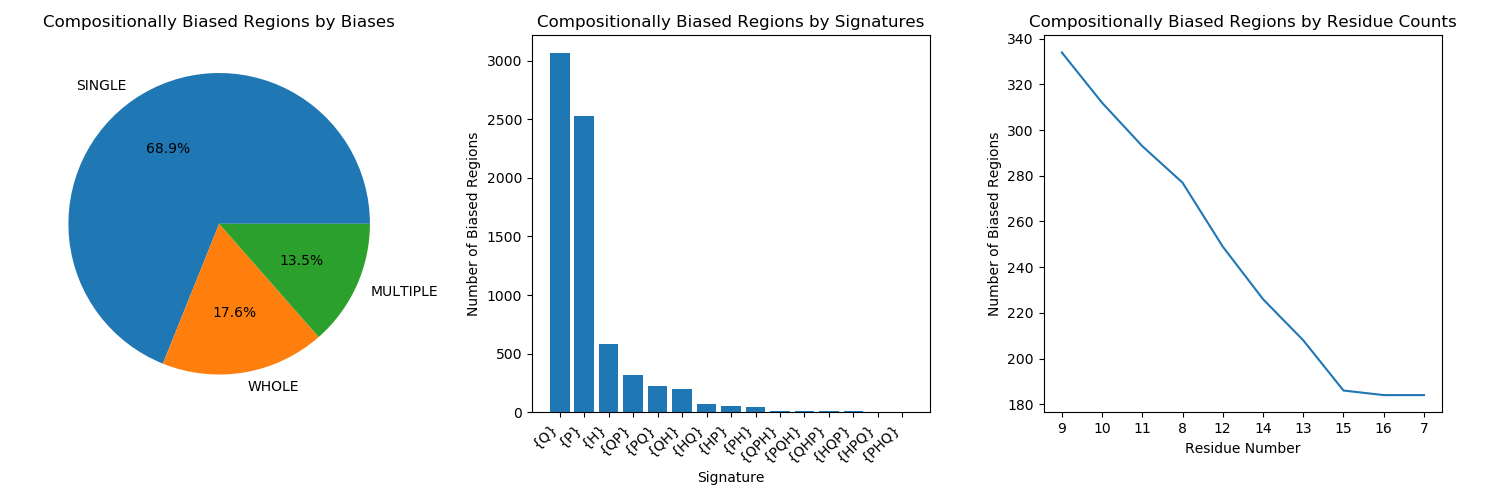 Compositionally Biased Regions by Biases
SINGLE
68.9%
13.5%
MULTIPLE
17.6%
WHOLE
Compositionally Biased Regions by Signatures
Number of Biased Regions
3000
2500
2000
1500
1000
500
0
{Q} {P} {H} {QP} {PQ} {QH} {HQ} {HP} {PH} {QPH} {PQH} {QHP} {HQP} {HPQ} {PHQ}
Signature
Compositionally Biased Regions by Residue Counts
Number of Biased Regions
340
320
300
280
260
240
220
200
180
9 10 11 8 12 14 13 15 16 7
Residue Number